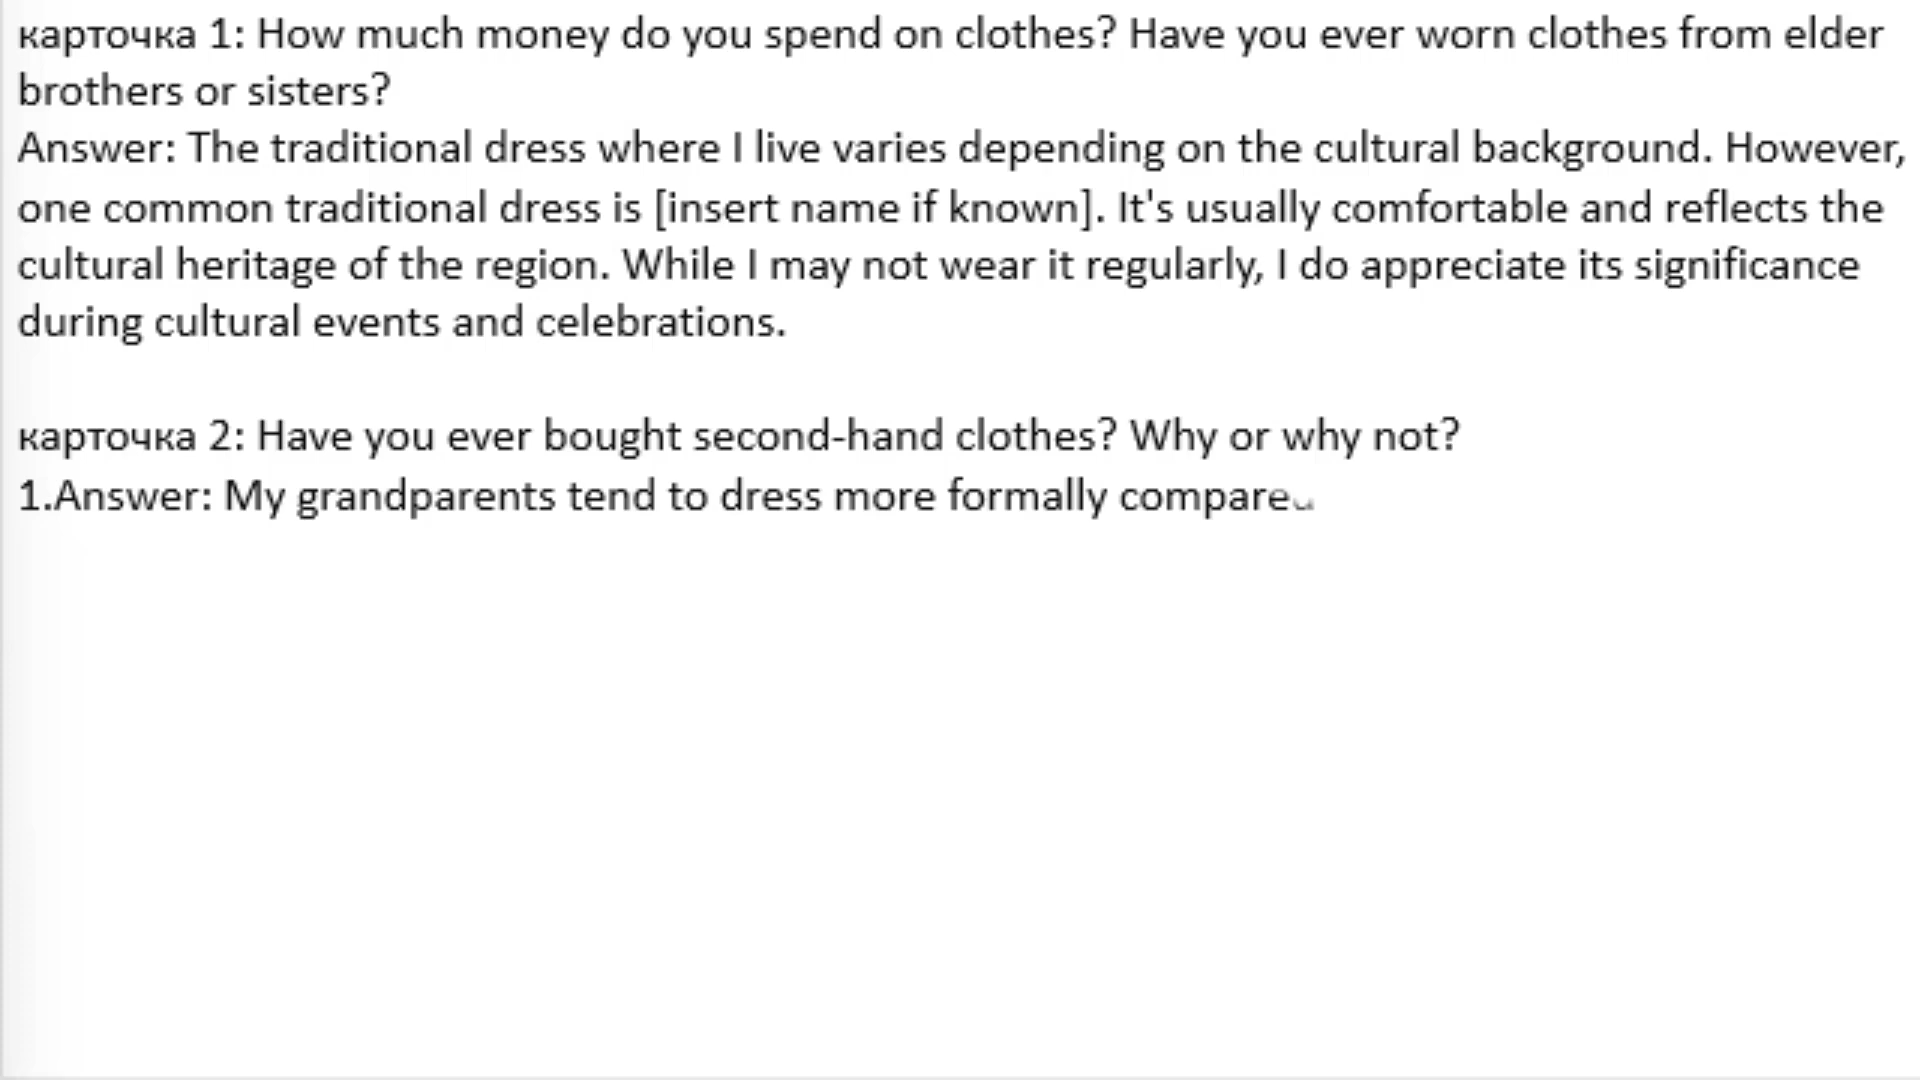 карточка 1: How much money do you spend on clothes? Have you ever worn clothes from elder
brothers or sisters?
Answer: The traditional dress where I live varies depending on the cultural background. However,
one common traditional dress is [insert name if known]. It's usually comfortable and reflects the
cultural heritage of the region. While I may not wear it regularly, I do appreciate its significance
during cultural events and celebrations.
карточка 2: Have you ever bought second-hand clothes? Why or why not?
1.Answer: My grandparents tend to dress more formally